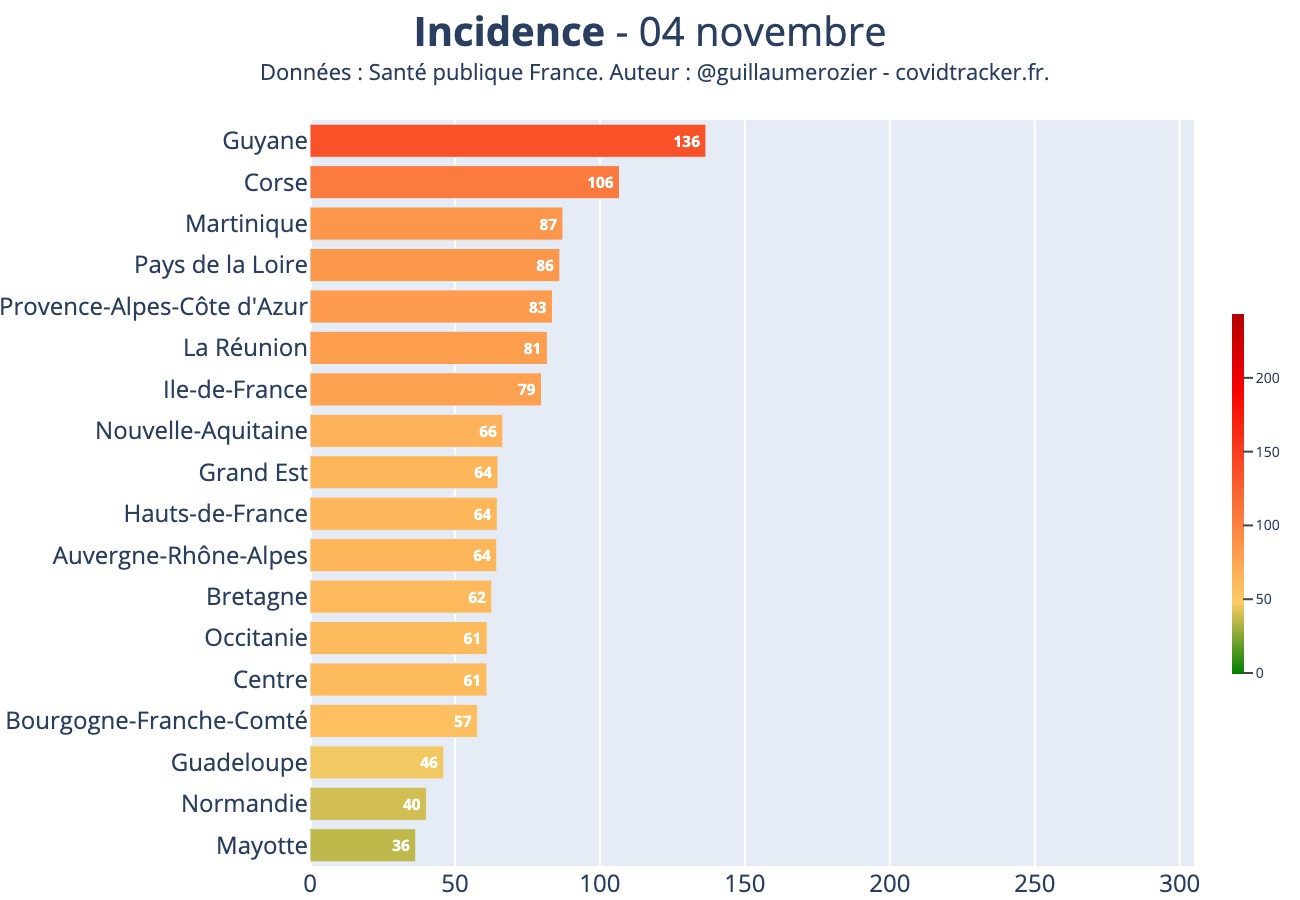 Incidence - 04 novembre
Données : Santé publique France. Auteur : @guillaumerozier - covidtracker.fr.
Guyane 136
Corse 106
Martinique 87
Pays de la Loire 86
Provence-Alpes-Côte d'Azur 83
La Réunion 81
Ile-de-France 79
Nouvelle-Aquitaine 66
Grand Est 64
Hauts-de-France 64
Auvergne-Rhône-Alpes 64
Bretagne 62
Occitanie 61
Centre 61
Bourgogne-Franche-Comté 57
Guadeloupe 46
Normandie 40
Mayotte 36
0 50 100 150 200 250 300
200
150
100
50
0